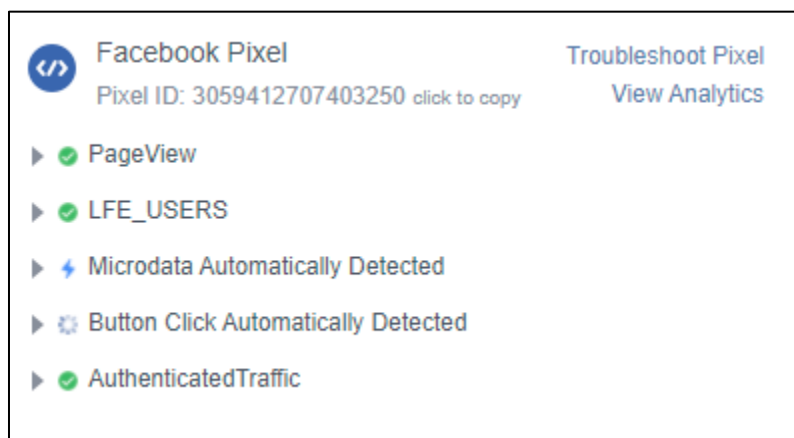 Facebook Pixel
Troubleshoot Pixel
Pixel ID: 3059412707403250 click to copy
View Analytics
PageView
LFE_USERS
Microdata Automatically Detected
Button Click Automatically Detected
AuthenticatedTraffic